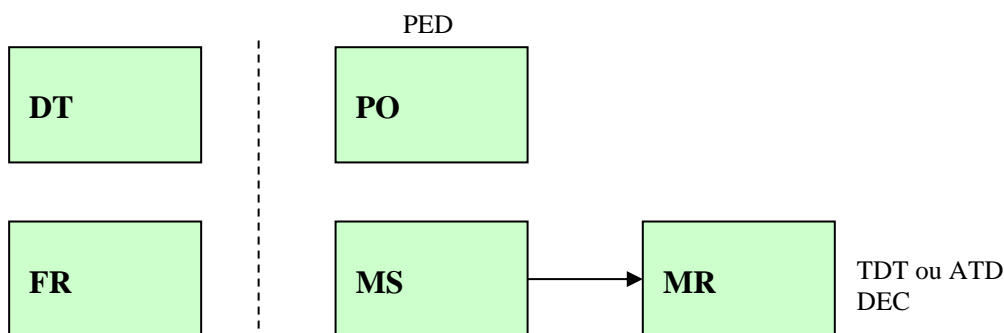 PED
DT
PO
FR
MS
MR
TDT ou ATD
DEC